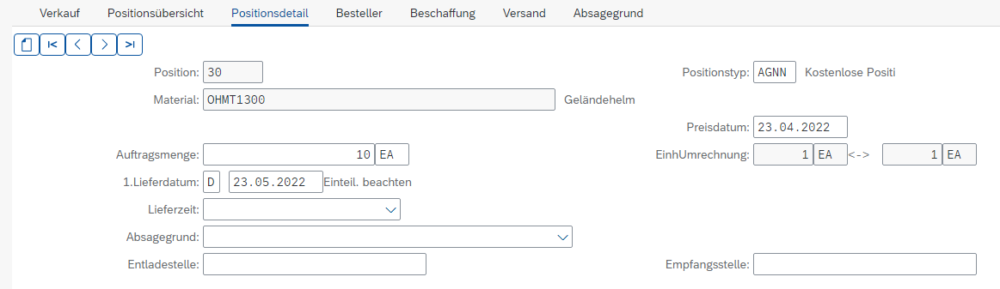 Verkauf Positionsübersicht Positionsdetail Besteller Beschaffung Versand Absagegrund
Position: 30 Positionstyp: AGNN Kostenlose Positi
Material: OHMT1300 Geländehelm
Preisdatum: 23.04.2022
Auftragsmenge: 10 EA EinhUmrechnung: 1 EA <-> 1 EA
1.Lieferdatum: D 23.05.2022 Einteil. beachten
Lieferzeit:
Absagegrund:
Entladestelle: Empfangsstelle: